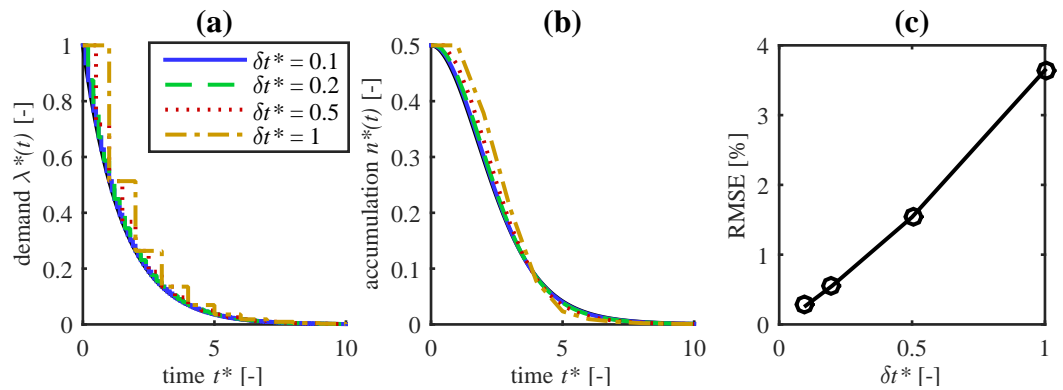 (a)
demand λ*(t) [-]
1
0.8
0.6
0.4
0.2
0
0
5
10
time t* [-]
δt* = 0.1
δt* = 0.2
δt* = 0.5
δt* = 1
(b)
accumulation n*(t) [-]
0.5
0.4
0.3
0.2
0.1
0
0
5
10
time t* [-]
(c)
RMSE [%]
4
3
2
1
0
0
0.5
1
δt* [-]